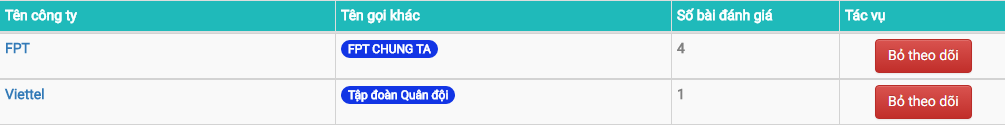 Tên công ty Tên gọi khác Số bài đánh giá Tác vụ
FPT FPT CHUNG TA 4 Bỏ theo dõi
Viettel Tập đoàn Quân đội 1 Bỏ theo dõi